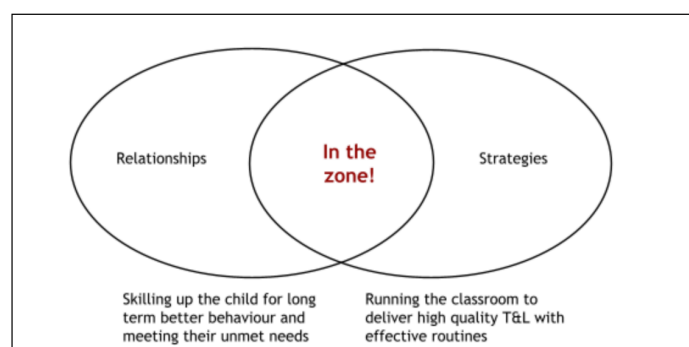 Relationships
In the
zone!
Strategies
Skilling up the child for long
term better behaviour and
meeting their unmet needs
Running the classroom to
deliver high quality T&L with
effective routines